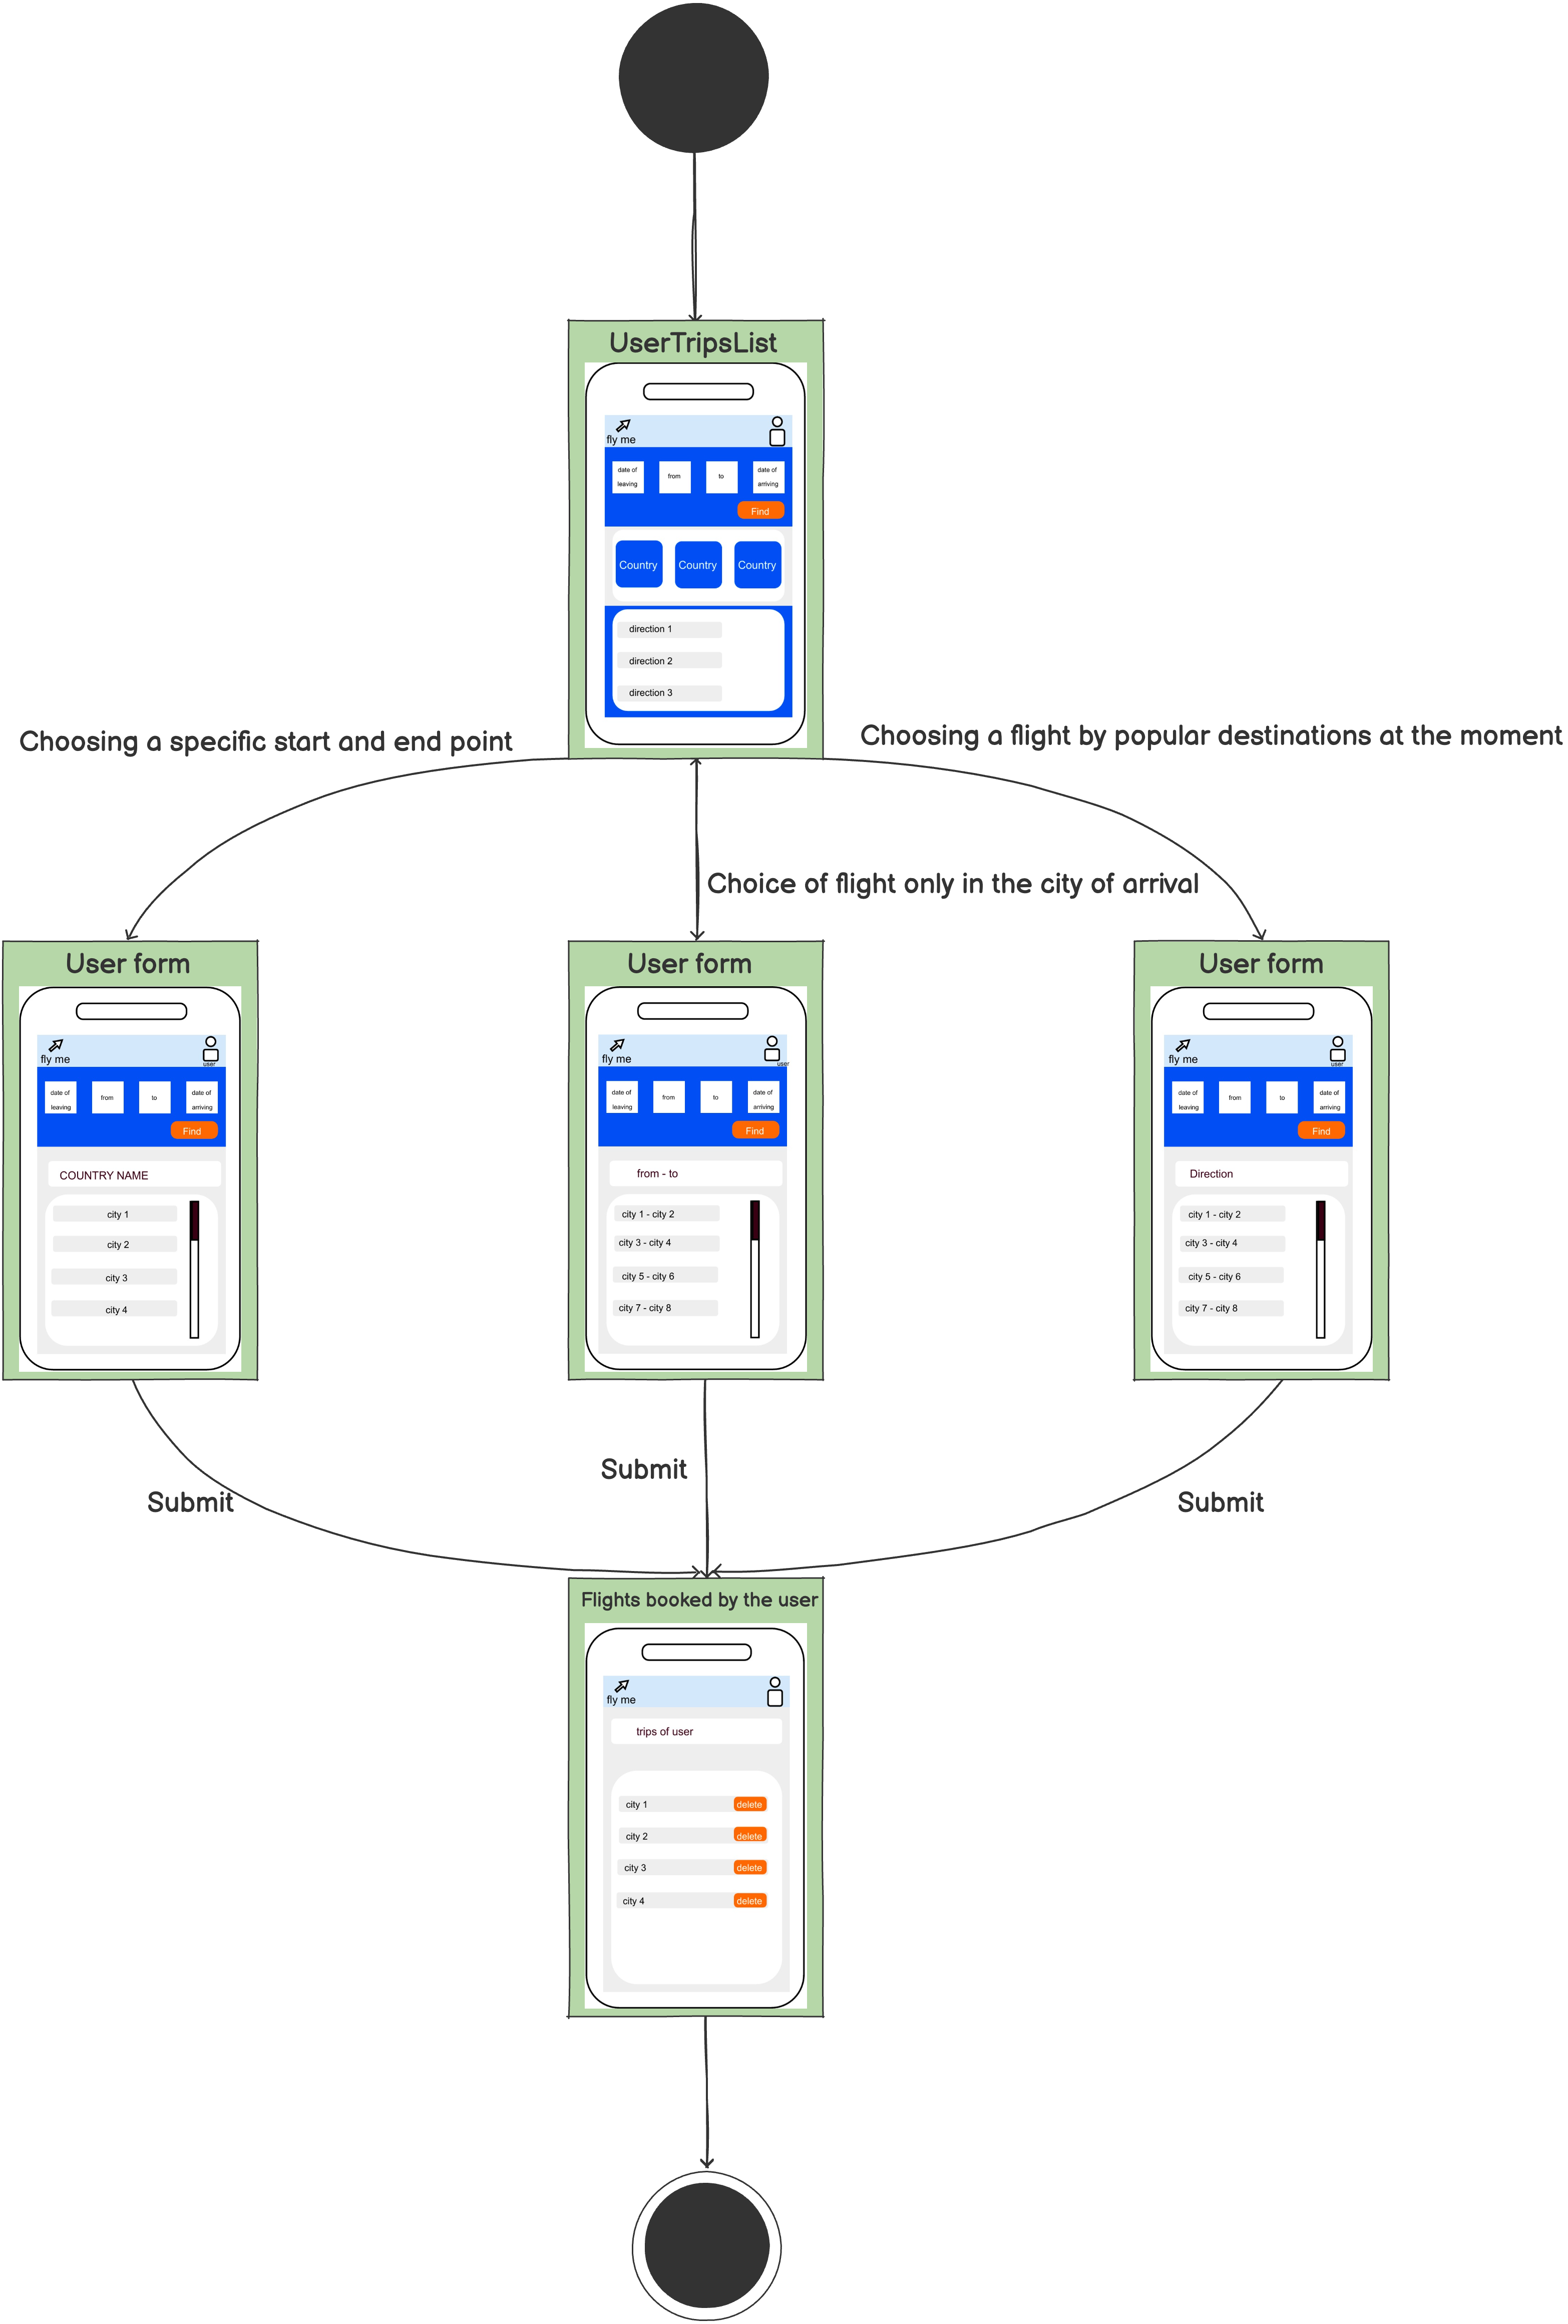 UserTripsList
fly me
date of
leaving
from
to
date of
arriving
Find
Country
Country
Country
direction 1
direction 2
direction 3
Choosing a specific start and end point
Choosing a flight by popular destinations at the moment
Choice of flight only in the city of arrival
User form
fly me
user
date of
leaving
from
to
date of
arriving
Find
COUNTRY NAME
city 1
city 2
city 3
city 4
User form
fly me
user
date of
leaving
from
to
date of
arriving
Find
from - to
city 1 - city 2
city 3 - city 4
city 5 - city 6
city 7 - city 8
User form
fly me
user
date of
leaving
from
to
date of
arriving
Find
Direction
city 1 - city 2
city 3 - city 4
city 5 - city 6
city 7 - city 8
Submit
Submit
Submit
Flights booked by the user
fly me
trips of user
city 1 delete
city 2 delete
city 3 delete
city 4 delete